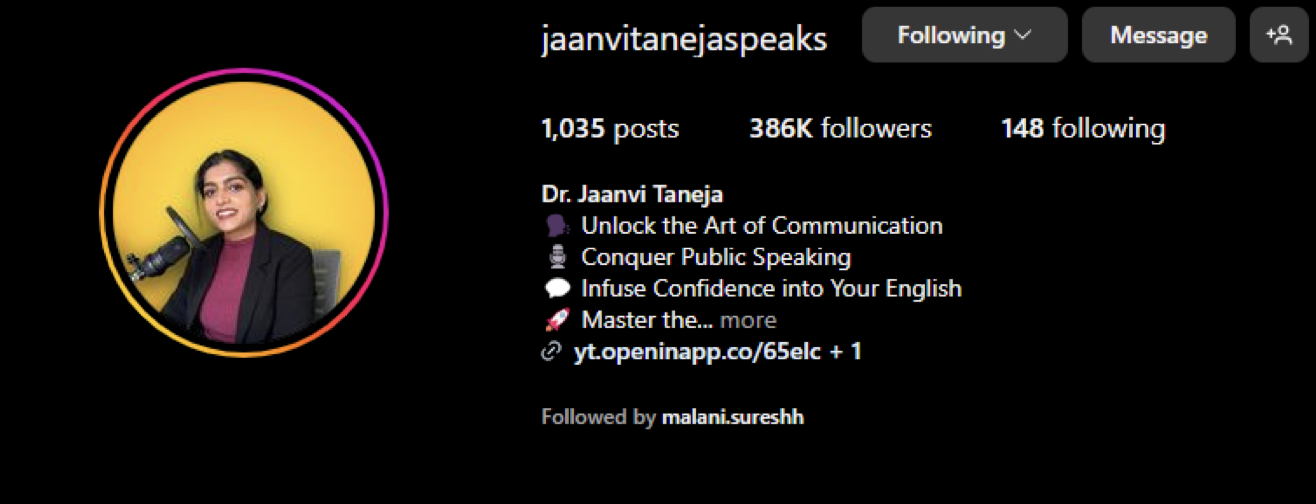 jaanvitanejaspeaks Following Message
1,035 posts 386K followers 148 following
Dr. Jaanvi Taneja
🗣️ Unlock the Art of Communication
🎙️ Conquer Public Speaking
💬 Infuse Confidence into Your English
🚀 Master the... more
yt.openinapp.co/65elc + 1
Followed by malani.sureshh